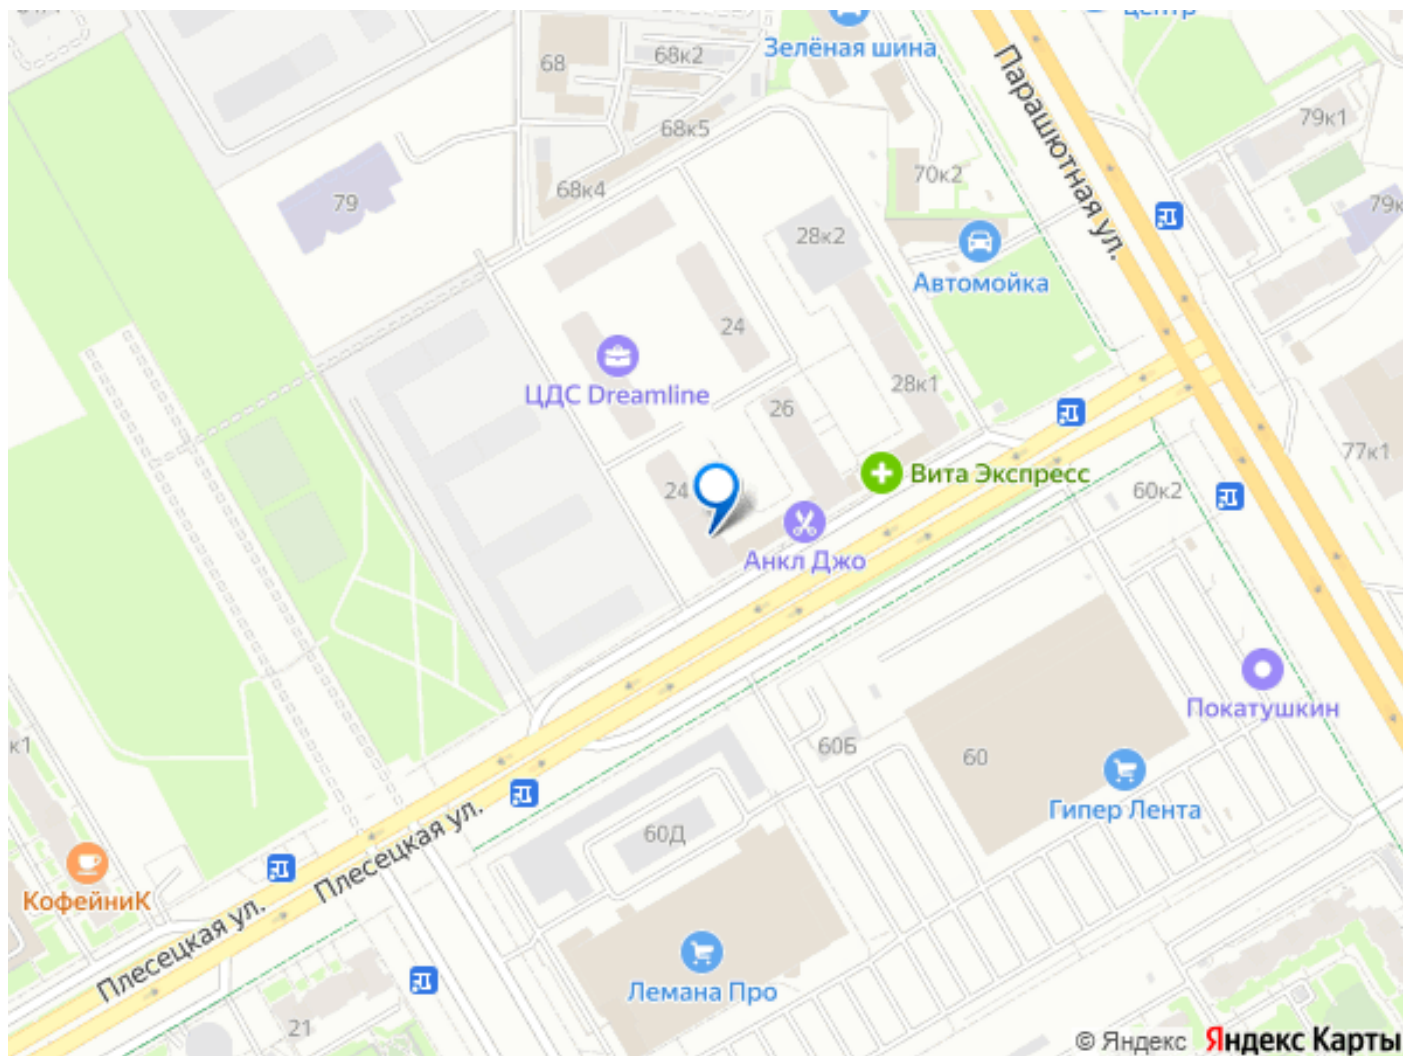 центр
Зелёная шина
68
68к2
Парашютная ул.
79к1
68к5
70к2
68к4
79
79к
28к2
Автомойка
24
ЦДС Dreamline
28к1
26
77к1
Вита Экспресс
24
60к2
Анкл Джо
Покатушкин
к1
60Б
60
Гипер Лента
60Д
Плесецкая ул.
КофейниК
Плесецкая ул.
Лемана Про
21
© Яндекс Яндекс Карты